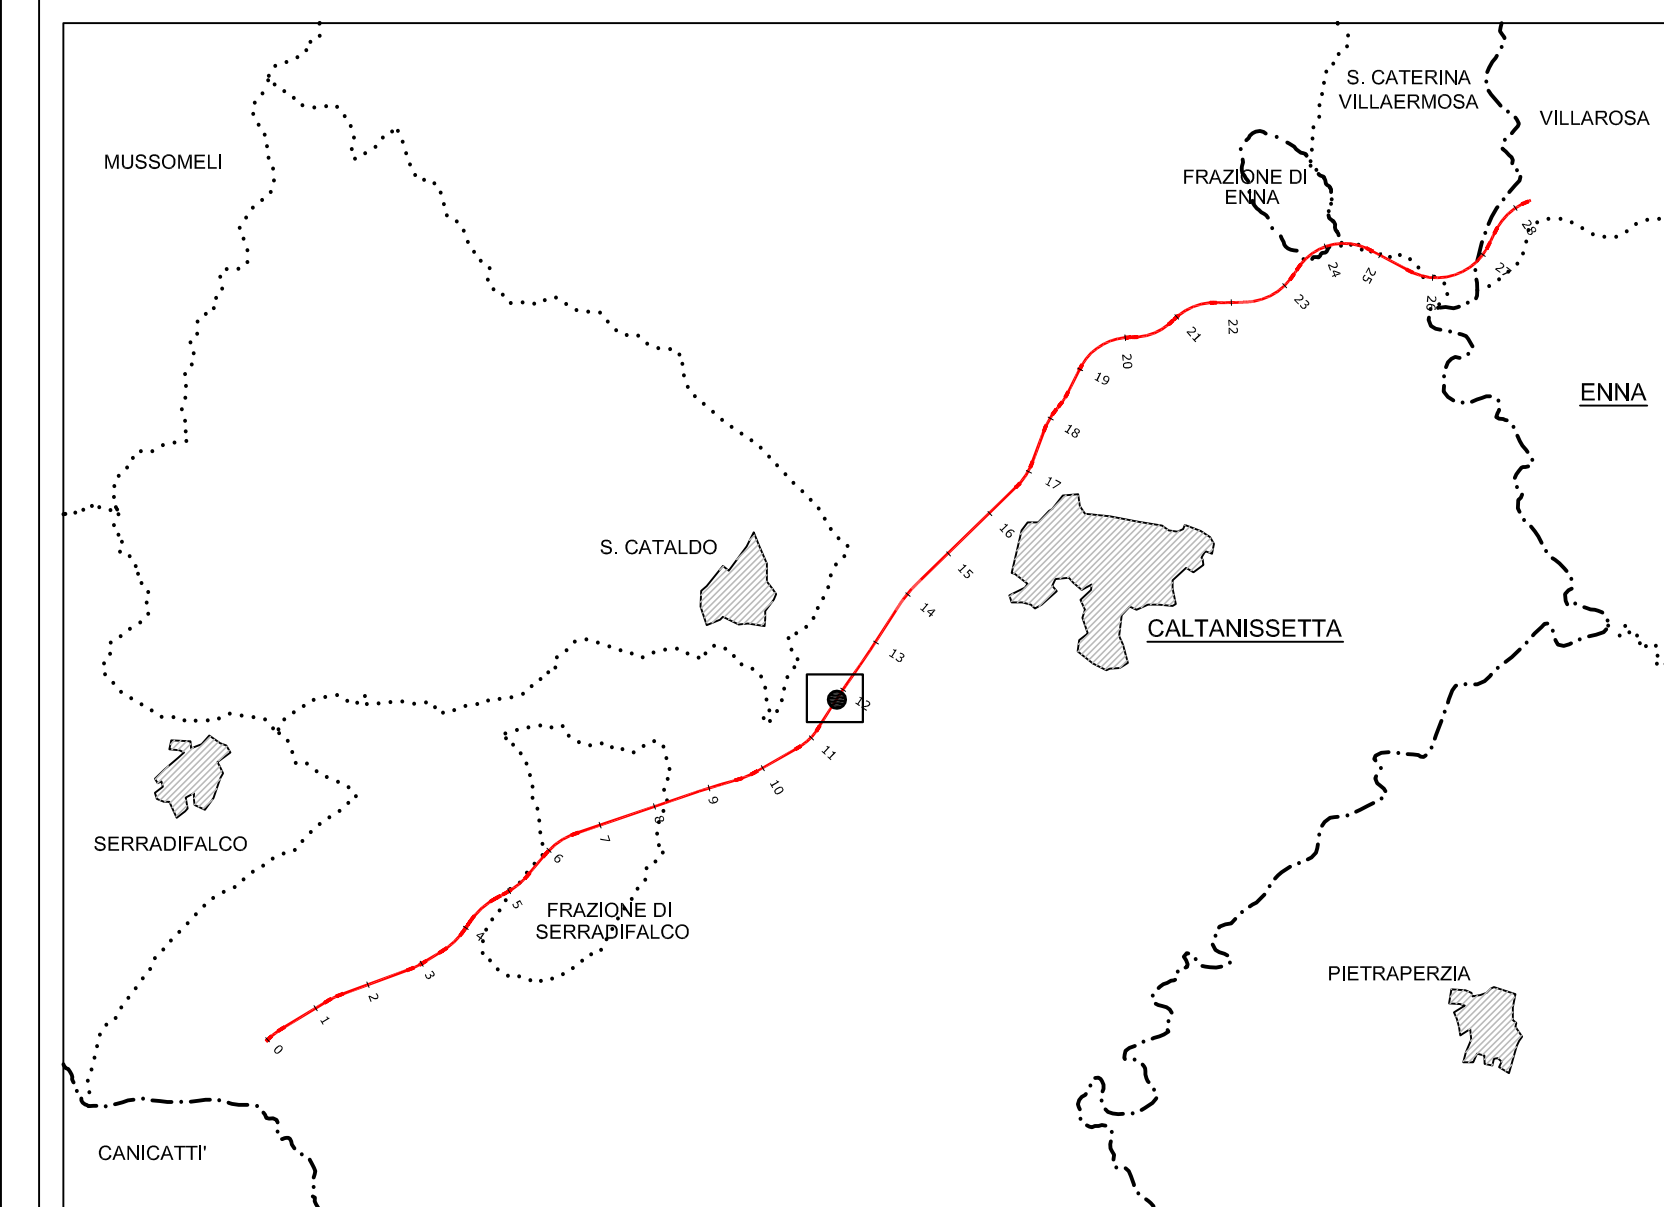 S. CATERINA
VILLAERMOSA
VILLAROSA
MUSSOMELI
FRAZIONE DI
ENNA
28
27
26
25
24
23
22
21
20
19
18
17
16
15
14
13
12
11
10
9
8
7
6
5
4
3
2
1
0
ENNA
S. CATALDO
CALTANISSETTA
SERRADIFALCO
FRAZIONE DI
SERRADIFALCO
PIETRAPERZIA
CANICATTI'